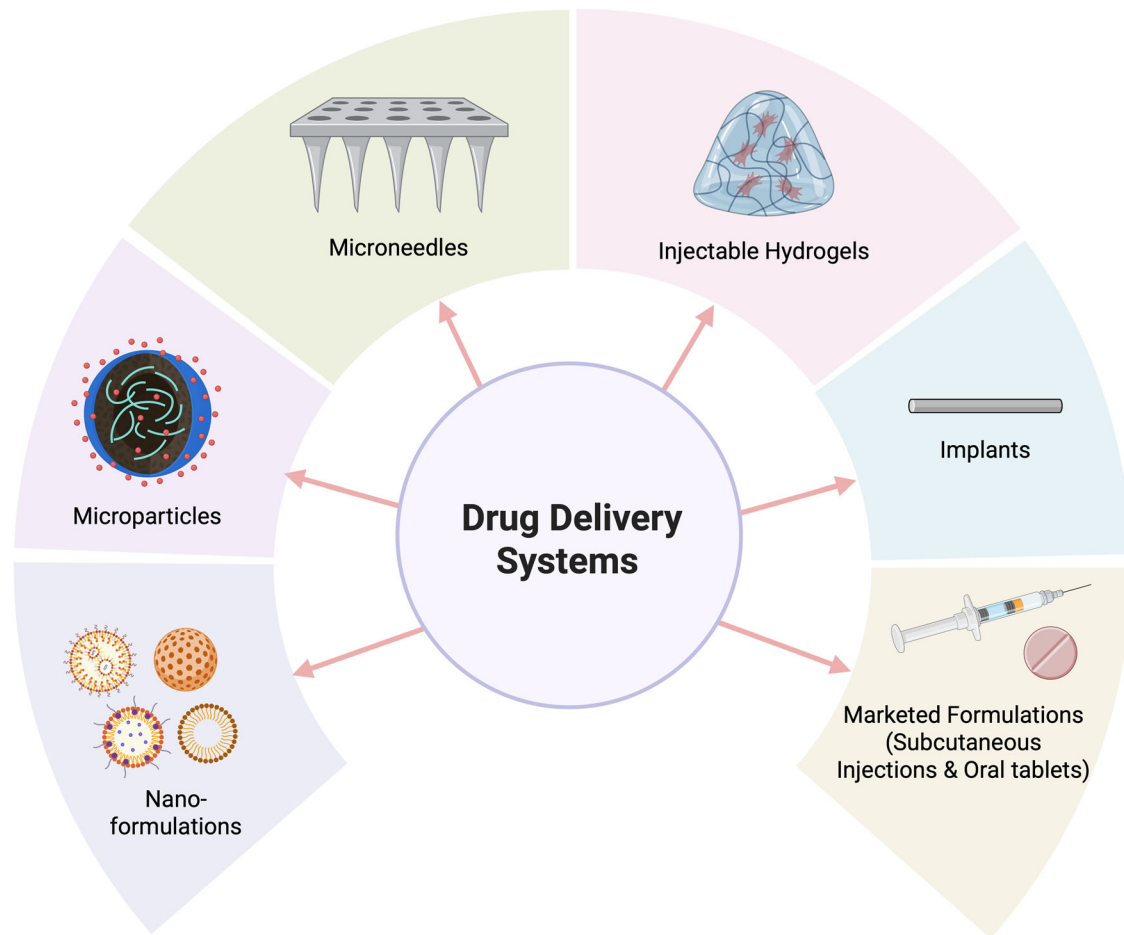 Microneedles
Injectable Hydrogels
Microparticles
Implants
Drug Delivery
Systems
Nano-
formulations
Marketed Formulations
(Subcutaneous
Injections & Oral tablets)